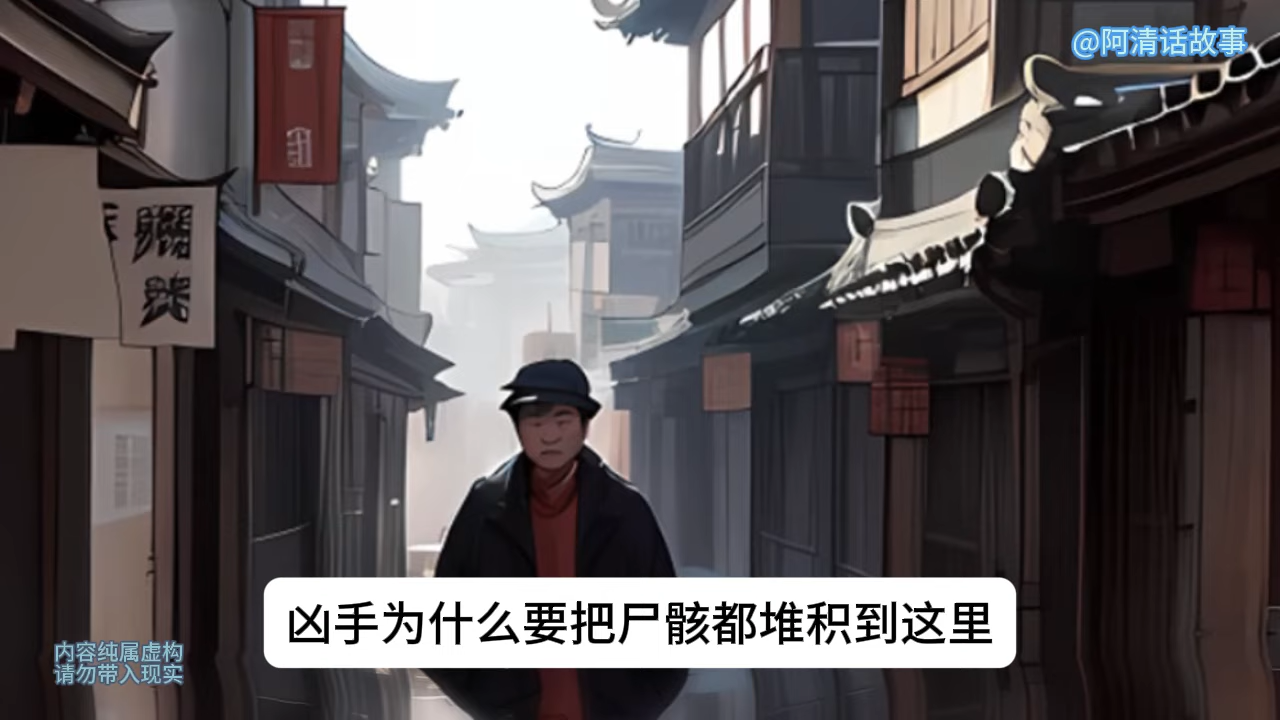 @阿清话故事
凶手为什么要把尸骸都堆积到这里
内容纯属虚构
请勿带入现实